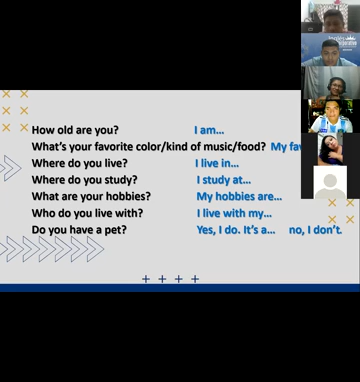 How old are you? I am...
What's your favorite color/kind of music/food? My fav
Where do you live? I live in...
Where do you study? I study at...
What are your hobbies? My hobbies are...
Who do you live with? I live with my...
Do you have a pet? Yes, I do. It's a... no, I don't.